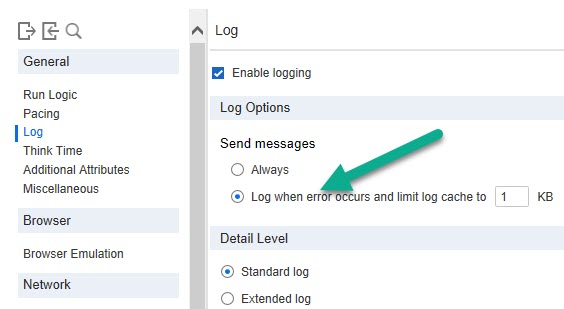 General
Run Logic
Pacing
Log
Think Time
Additional Attributes
Miscellaneous
Browser
Browser Emulation
Network
Log
Enable logging
Log Options
Send messages
Always
Log when error occurs and limit log cache to 1 KB
Detail Level
Standard log
Extended log